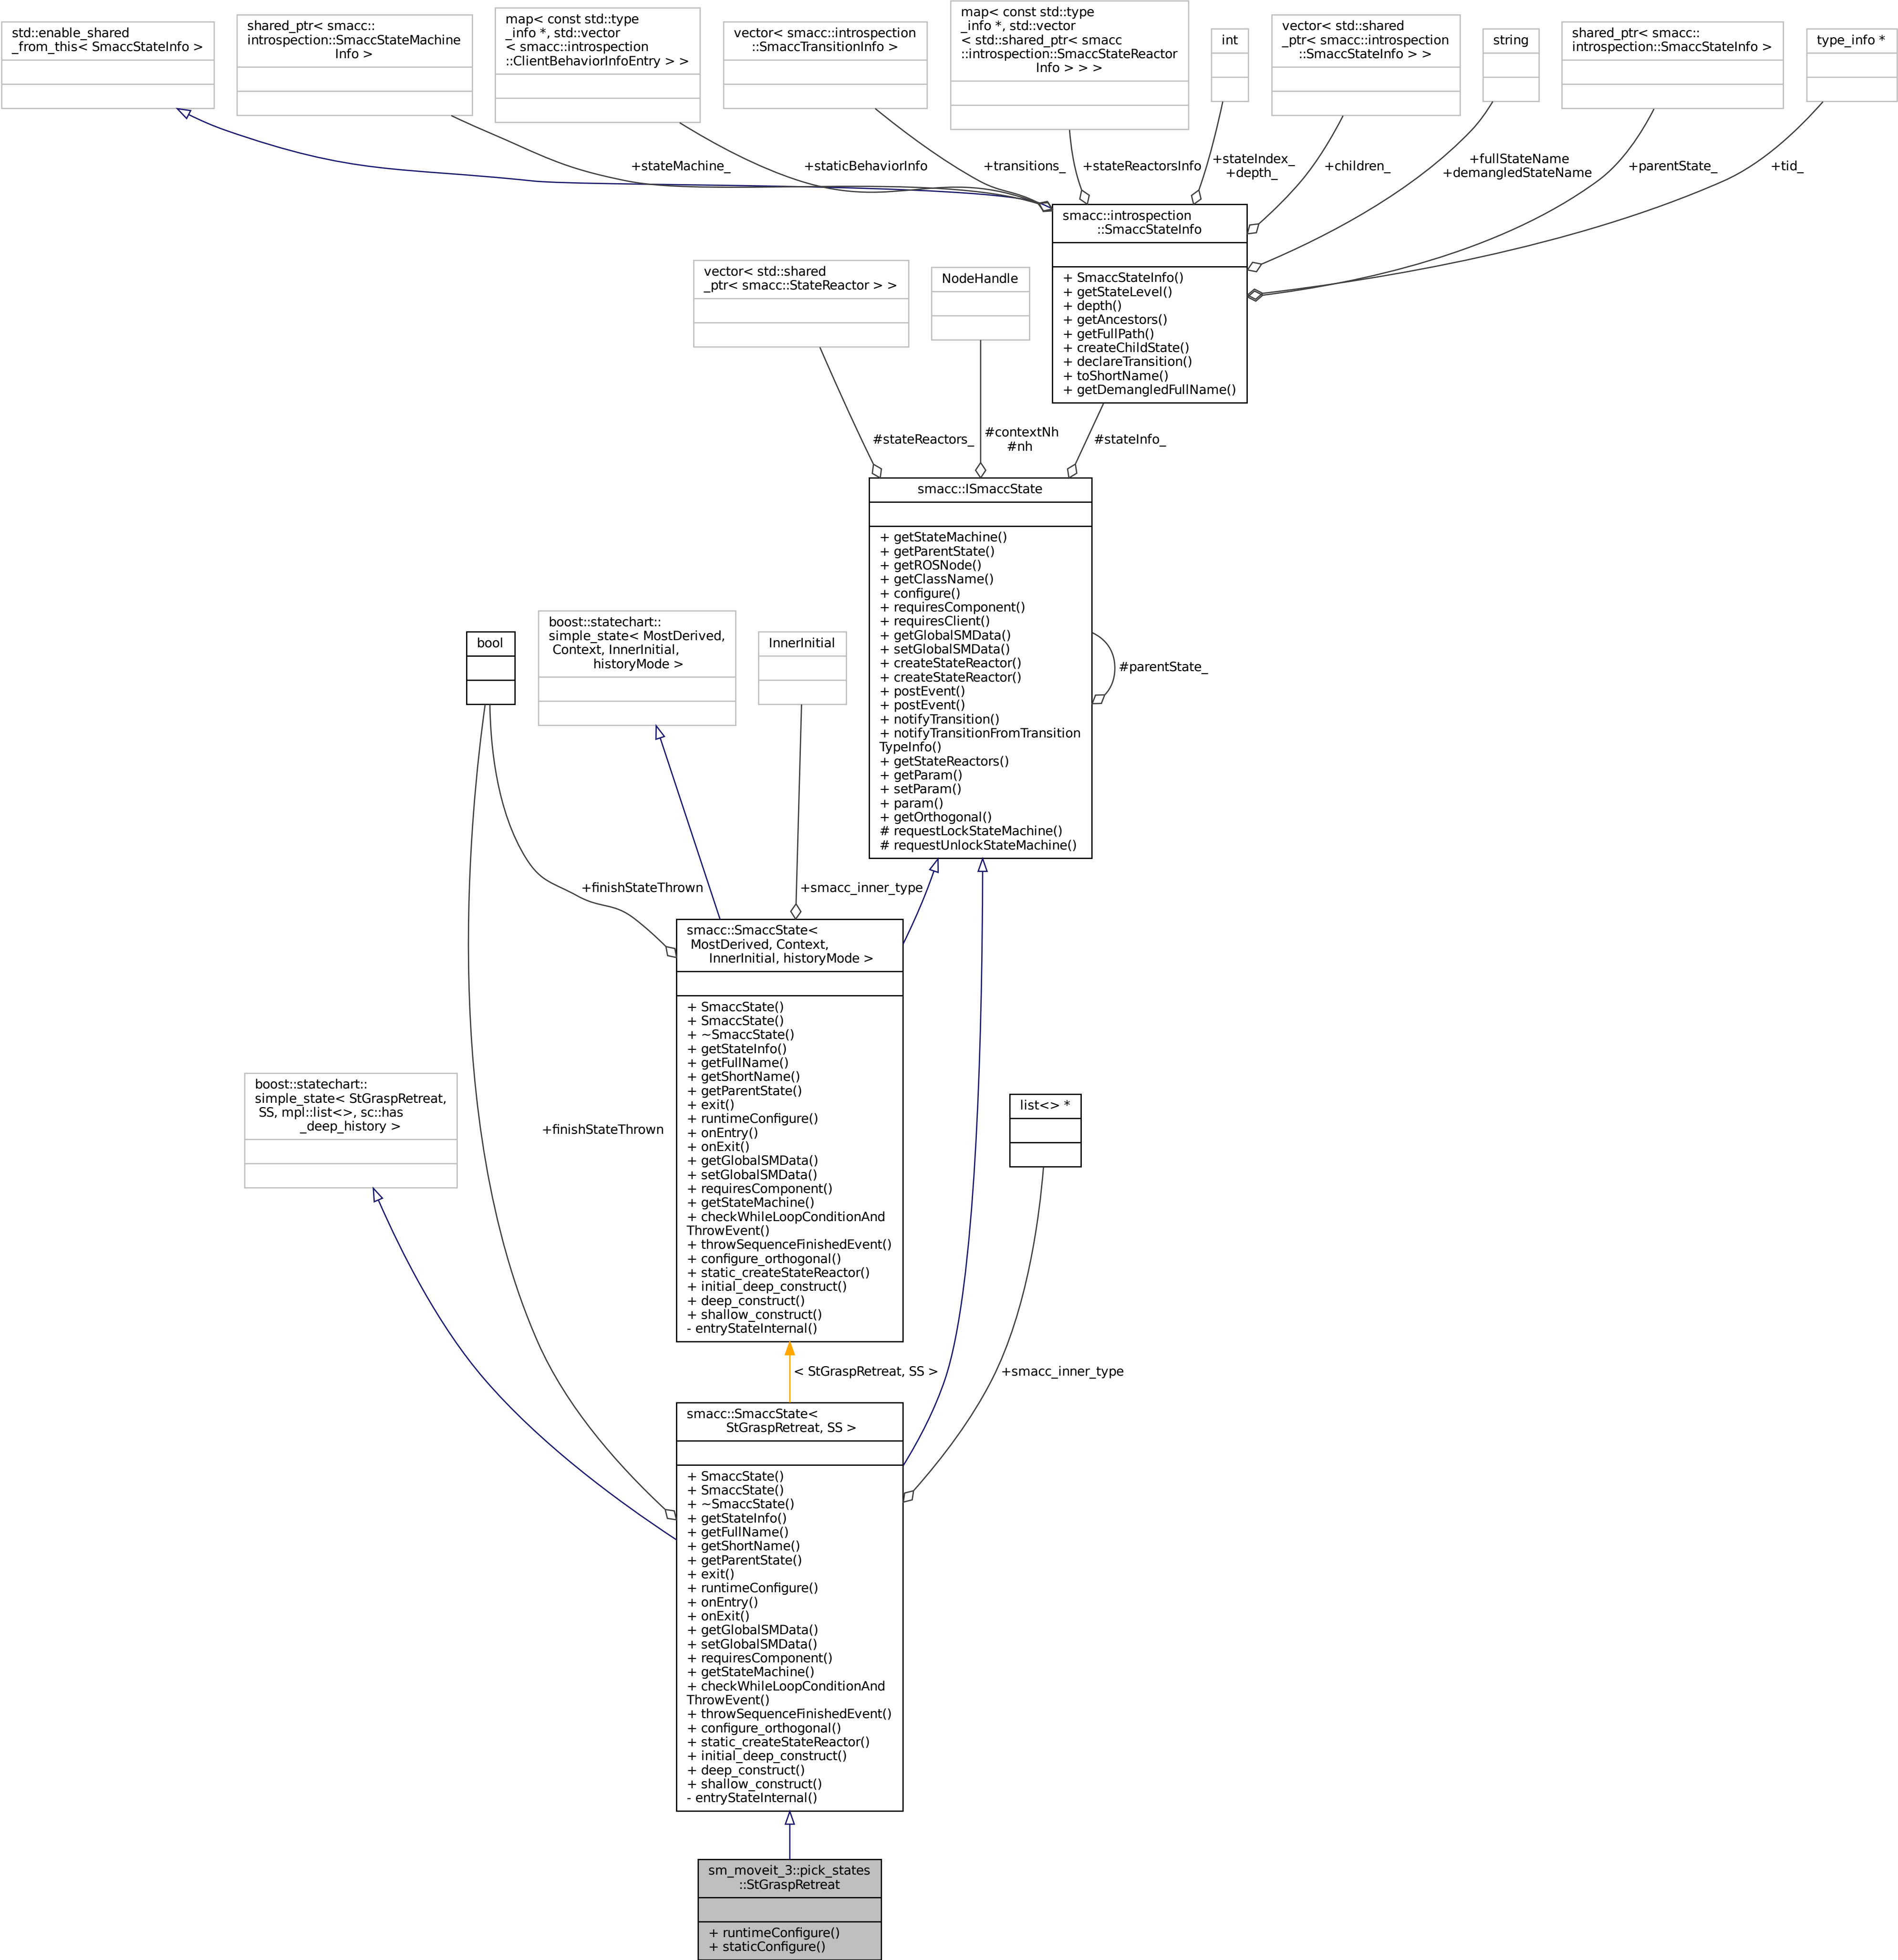 std::enable_shared
_from_this< SmaccStateInfo >
shared_ptr< smacc::
introspection::SmaccStateMachine
Info >
map< const std::type
_info *, std::vector
< smacc::introspection
::ClientBehaviorInfoEntry > >
vector< smacc::introspection
::SmaccTransitionInfo >
map< const std::type
_info *, std::vector
< std::shared_ptr< smacc
::introspection::SmaccStateReactor
Info > > >
int
vector< std::shared
_ptr< smacc::introspection
::SmaccStateInfo > >
string
shared_ptr< smacc::
introspection::SmaccStateInfo >
type_info *
+stateMachine_
+staticBehaviorInfo
+transitions_
+stateReactorsInfo
+stateIndex_
+depth_
+children_
+fullStateName
+demangledStateName
+parentState_
+tid_
smacc::introspection
::SmaccStateInfo
+ SmaccStateInfo()
+ getStateLevel()
+ depth()
+ getAncestors()
+ getFullPath()
+ createChildState()
+ declareTransition()
+ toShortName()
+ getDemangledFullName()
vector< std::shared
_ptr< smacc::StateReactor > >
NodeHandle
#stateReactors_
#contextNh
#nh
#stateInfo_
smacc::ISmaccState
+ getStateMachine()
+ getParentState()
+ getROSNode()
+ getClassName()
+ configure()
+ requiresComponent()
+ requiresClient()
+ getGlobalSMData()
+ setGlobalSMData()
+ createStateReactor()
+ createStateReactor()
+ postEvent()
+ postEvent()
+ notifyTransition()
+ notifyTransitionFromTransition
TypeInfo()
+ getStateReactors()
+ getParam()
+ setParam()
+ param()
+ getOrthogonal()
# requestLockStateMachine()
# requestUnlockStateMachine()
#parentState_
bool
boost::statechart::
simple_state< MostDerived,
Context, InnerInitial,
historyMode >
InnerInitial
+finishStateThrown
+smacc_inner_type
smacc::SmaccState<
MostDerived, Context,
InnerInitial, historyMode >
+ SmaccState()
+ SmaccState()
+ ~SmaccState()
+ getStateInfo()
+ getFullName()
+ getShortName()
+ getParentState()
+ exit()
+ runtimeConfigure()
+ onEntry()
+ onExit()
+ getGlobalSMData()
+ setGlobalSMData()
+ requiresComponent()
+ getStateMachine()
+ checkWhileLoopConditionAnd
ThrowEvent()
+ throwSequenceFinishedEvent()
+ configure_orthogonal()
+ static_createStateReactor()
+ initial_deep_construct()
+ deep_construct()
+ shallow_construct()
- entryStateInternal()
boost::statechart::
simple_state< StGraspRetreat,
SS, mpl::list<>, sc::has
_deep_history >
+finishStateThrown
list<> *
< StGraspRetreat, SS >
+smacc_inner_type
smacc::SmaccState<
StGraspRetreat, SS >
+ SmaccState()
+ SmaccState()
+ ~SmaccState()
+ getStateInfo()
+ getFullName()
+ getShortName()
+ getParentState()
+ exit()
+ runtimeConfigure()
+ onEntry()
+ onExit()
+ getGlobalSMData()
+ setGlobalSMData()
+ requiresComponent()
+ getStateMachine()
+ checkWhileLoopConditionAnd
ThrowEvent()
+ throwSequenceFinishedEvent()
+ configure_orthogonal()
+ static_createStateReactor()
+ initial_deep_construct()
+ deep_construct()
+ shallow_construct()
- entryStateInternal()
sm_moveit_3::pick_states
::StGraspRetreat
+ runtimeConfigure()
+ staticConfigure()